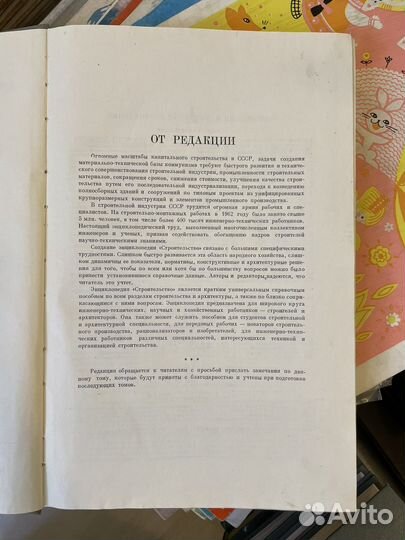 ОТ РЕДАКЦИИ
Огромные масштабы капитального строительства в СССР, задачи создания
материально-технической базы коммунизма требуют быстрого развития и техни-
ческого совершенствования строительной индустрии, промышленности строительных
материалов, сокращения сроков, снижения стоимости, улучшения качества строи-
тельства путем его последовательной индустриализации, перехода к возведению
полносборных зданий и сооружений по типовым проектам из унифицированных
крупноразмерных конструкций и элементов промышленного производства.
В строительной индустрии СССР трудится огромная армия рабочих и спе-
циалистов. На строительно-монтажных работах в 1962 году было занято свыше
5 млн. человек, в том числе более 400 тысяч инженерно-технических работников.
Настоящий энциклопедический труд, выполненный многочисленным коллективом
инженеров и ученых, призван содействовать обогащению кадров строителей
научно-техническими знаниями.
Создание энциклопедии «Строительство» связано с большими специфическими
трудностями. Слишком быстро развивается эта область народного хозяйства, слиш-
ком динамичны ее показатели, нормативы, конструктивные и архитектурные реше-
ния для того, чтобы по всем или хотя бы по большинству вопросов можно было
привести установившиеся справочные данные. Авторы и редакторы надеются, что
читатель это учтет.
Энциклопедия «Строительство» является кратким универсальным справочным
пособием по всем разделам строительства и архитектуры, а также по близко сопри-
касающимся с ними вопросам. Энциклопедия предназначена для широкого круга
инженерно-технических, научных и хозяйственных работников — строителей и
архитекторов. Она также может служить пособием для студентов строительной
и архитектурной специальности, для передовых рабочих — новаторов строитель-
ного производства, рационализаторов и изобретателей, для инженерно-техни-
ческих работников различных специальностей, интересующихся техникой и
организацией строительства.
* * *
Редакция обращается к читателям с просьбой прислать замечания по дан-
ному тому, которые будут приняты с благодарностью и учтены при подготовке
последующих томов.
Avito